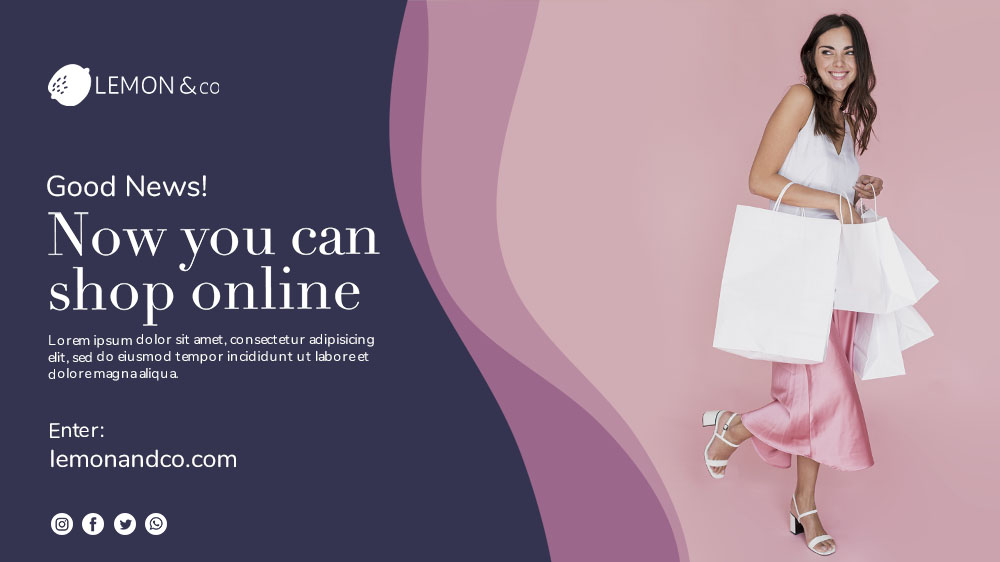 LEMON & co
Good News!
Now you can
shop online
Lorem ipsum dolor sit amet, consectetur adipisicing
elit, sed do eiusmod tempor incididunt ut labore et
dolore magna aliqua.
Enter:
lemonandco.com